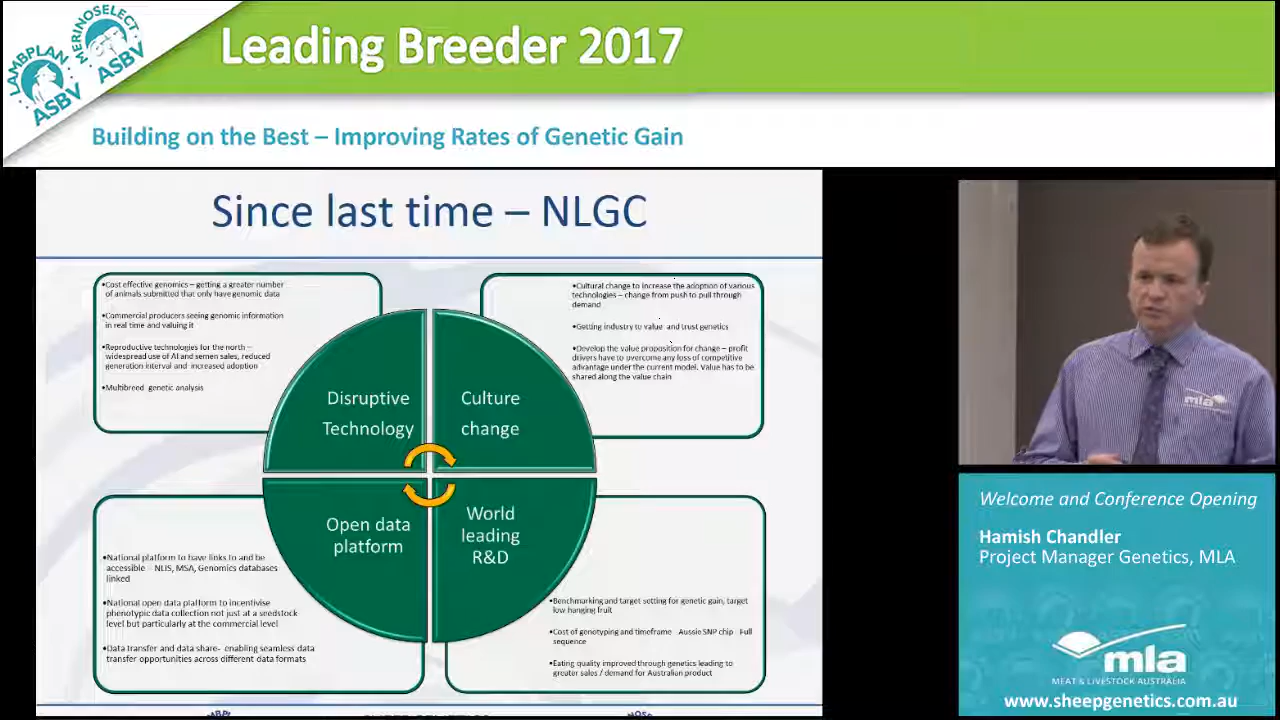 LAMBPLAN
ASBV
MERINOSELECT
ASBV
Leading Breeder 2017
Building on the Best – Improving Rates of Genetic Gain
Since last time – NLGC
•Cost effective genomics – getting a greater number
of animals submitted that only have genomic data
•Commercial producers seeing genomic information
in real time and valuing it
•Reproductive technologies for the north –
widespread use of AI and semen sales, reduced
generation interval and increased adoption
•Multibreed genetic analysis
•Cultural change to increase the adoption of various
technologies – change from push to pull through
demand
•Getting industry to value and trust genetics
•Develop the value proposition for change – profit
drivers have to overcome any loss of competitive
advantage under the current model. Value has to be
shared along the value chain
Disruptive
Technology
Culture
change
Open data
platform
World
leading
R&D
•National platform to have links to and be
accessible NLIS, MSA, Genomics databases
linked
•National open data platform to incentivise
phenotypic data collection not just at a seedstock
level but particularly at the commercial level
•Data transfer and data share- enabling seamless data
transfer opportunities across different data formats
•Benchmarking and target setting for genetic gain, target
low hanging fruit
•Cost of genotyping and timeframe Aussie SNP chip Full
sequence
•Eating quality improved through genetics leading to
greater sales / demand for Australian product
mla
Welcome and Conference Opening
Hamish Chandler
Project Manager Genetics, MLA
mla
MEAT & LIVESTOCK AUSTRALIA
www.sheepgenetics.com.au